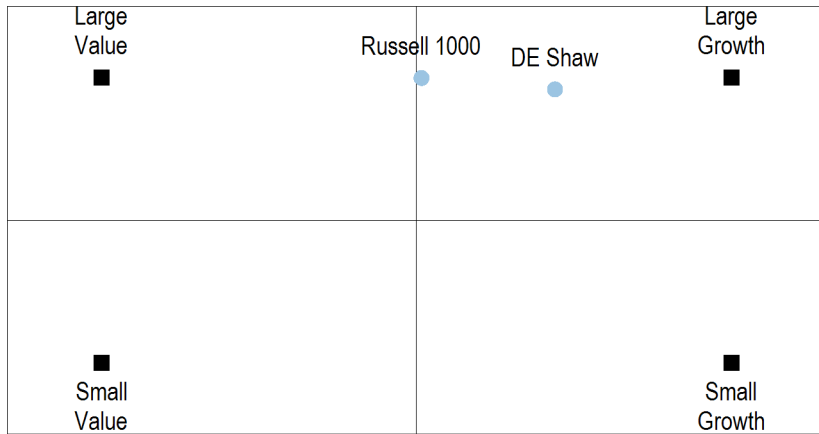 Large
Value
Russell 1000
DE Shaw
Large
Growth
Small
Value
Small
Growth